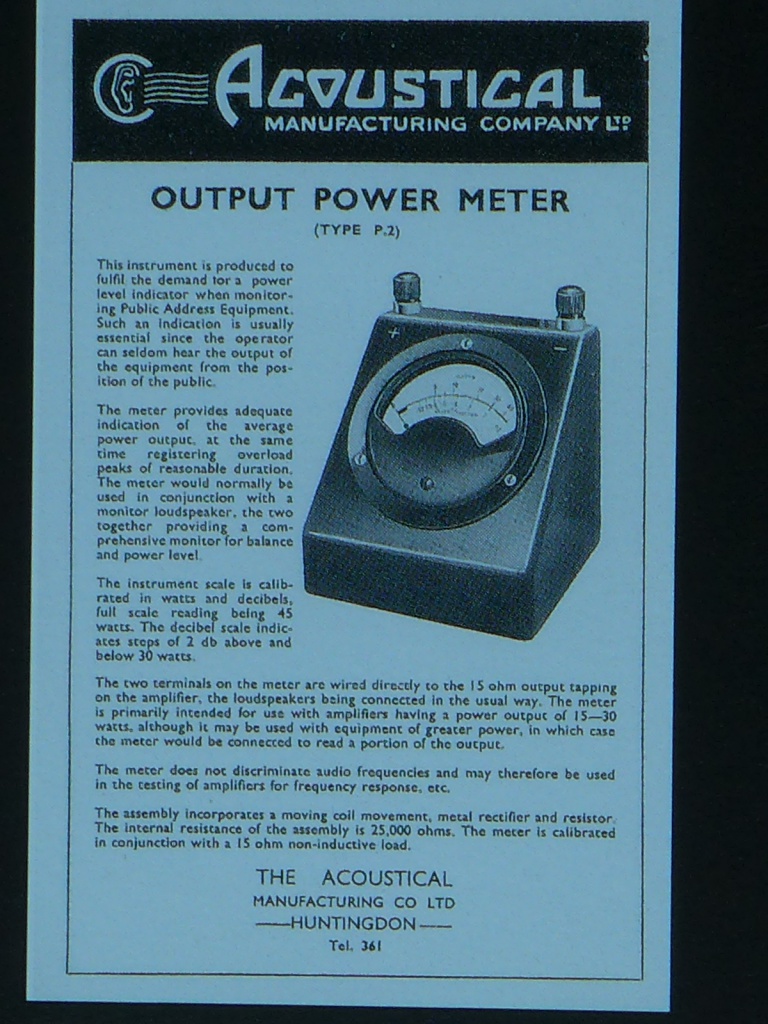 ACOUSTICAL
MANUFACTURING COMPANY LTD.
OUTPUT POWER METER
(TYPE P.2)
This instrument is produced to
fulfil the demand for a power
level indicator when monitor-
ing Public Address Equipment.
Such an indication is usually
essential since the operator
can seldom hear the output of
the equipment from the pos-
ition of the public.
The meter provides adequate
indication of the average
power output, at the same
time registering overload
peaks of reasonable duration.
The meter would normally be
used in conjunction with a
monitor loudspeaker, the two
together providing a com-
prehensive monitor for balance
and power level.
The instrument scale is calib-
rated in watts and decibels,
full scale reading being 45
watts. The decibel scale indic-
ates steps of 2 db above and
below 30 watts.
+ −
The two terminals on the meter are wired directly to the 15 ohm output tapping
on the amplifier, the loudspeakers being connected in the usual way. The meter
is primarily intended for use with amplifiers having a power output of 15—30
watts, although it may be used with equipment of greater power, in which case
the meter would be connected to read a portion of the output.
The meter does not discriminate audio frequencies and may therefore be used
in the testing of amplifiers for frequency response, etc.
The assembly incorporates a moving coil movement, metal rectifier and resistor.
The internal resistance of the assembly is 25,000 ohms. The meter is calibrated
in conjunction with a 15 ohm non-inductive load.
THE ACOUSTICAL
MANUFACTURING CO LTD
—HUNTINGDON—
Tel. 361